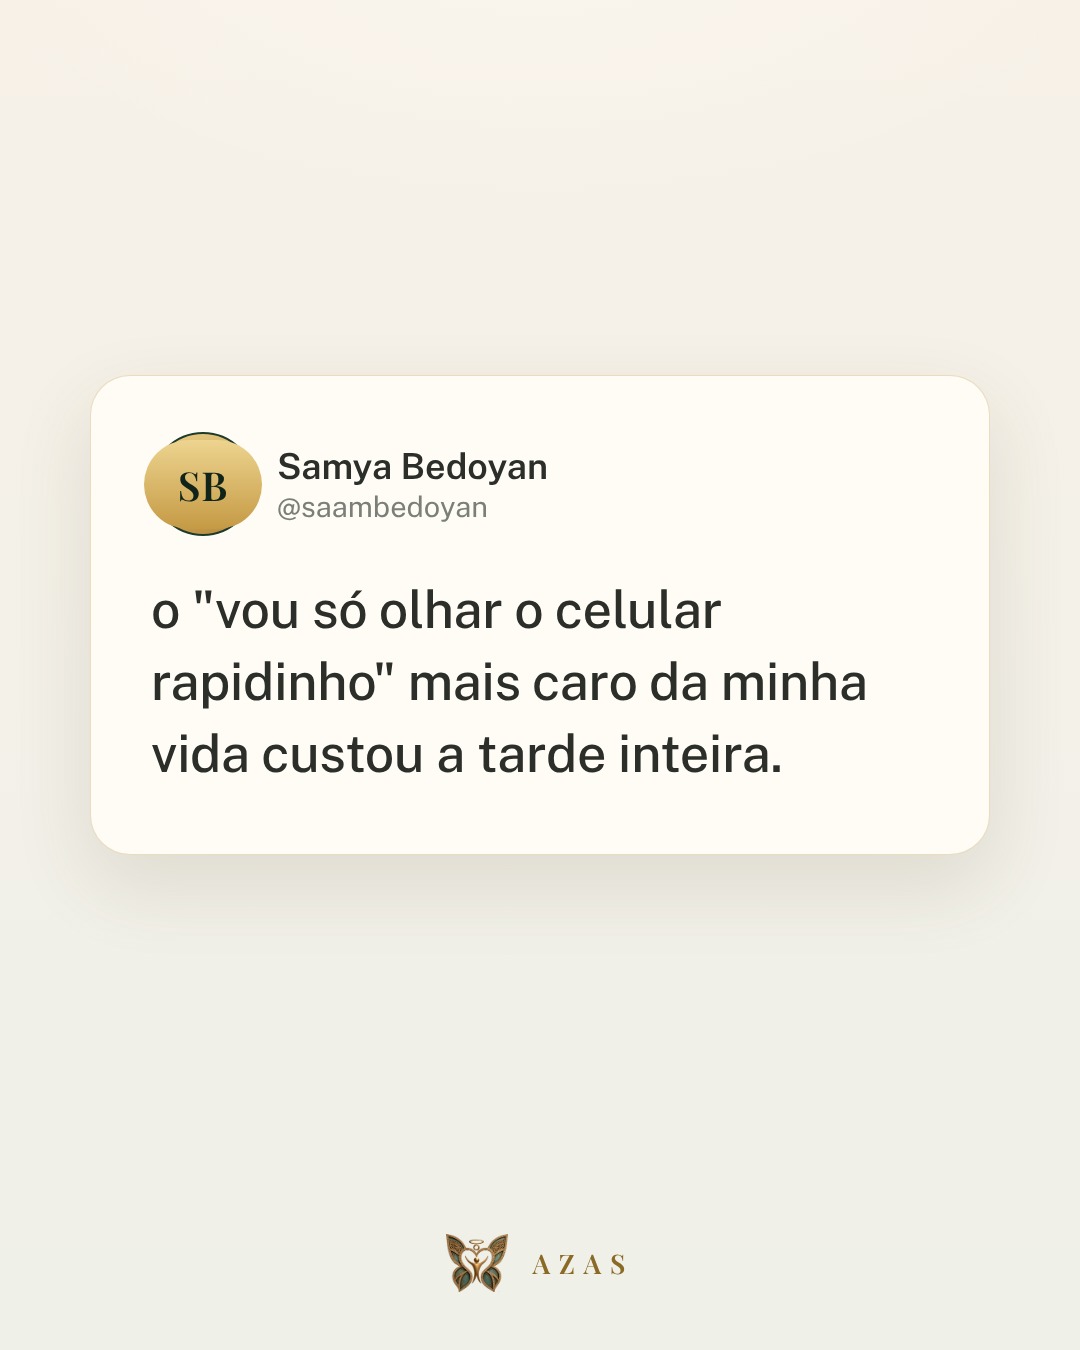 SB
Samya Bedoyan
@saambedoyan
o "vou só olhar o celular
rapidinho" mais caro da minha
vida custou a tarde inteira.
AZAS